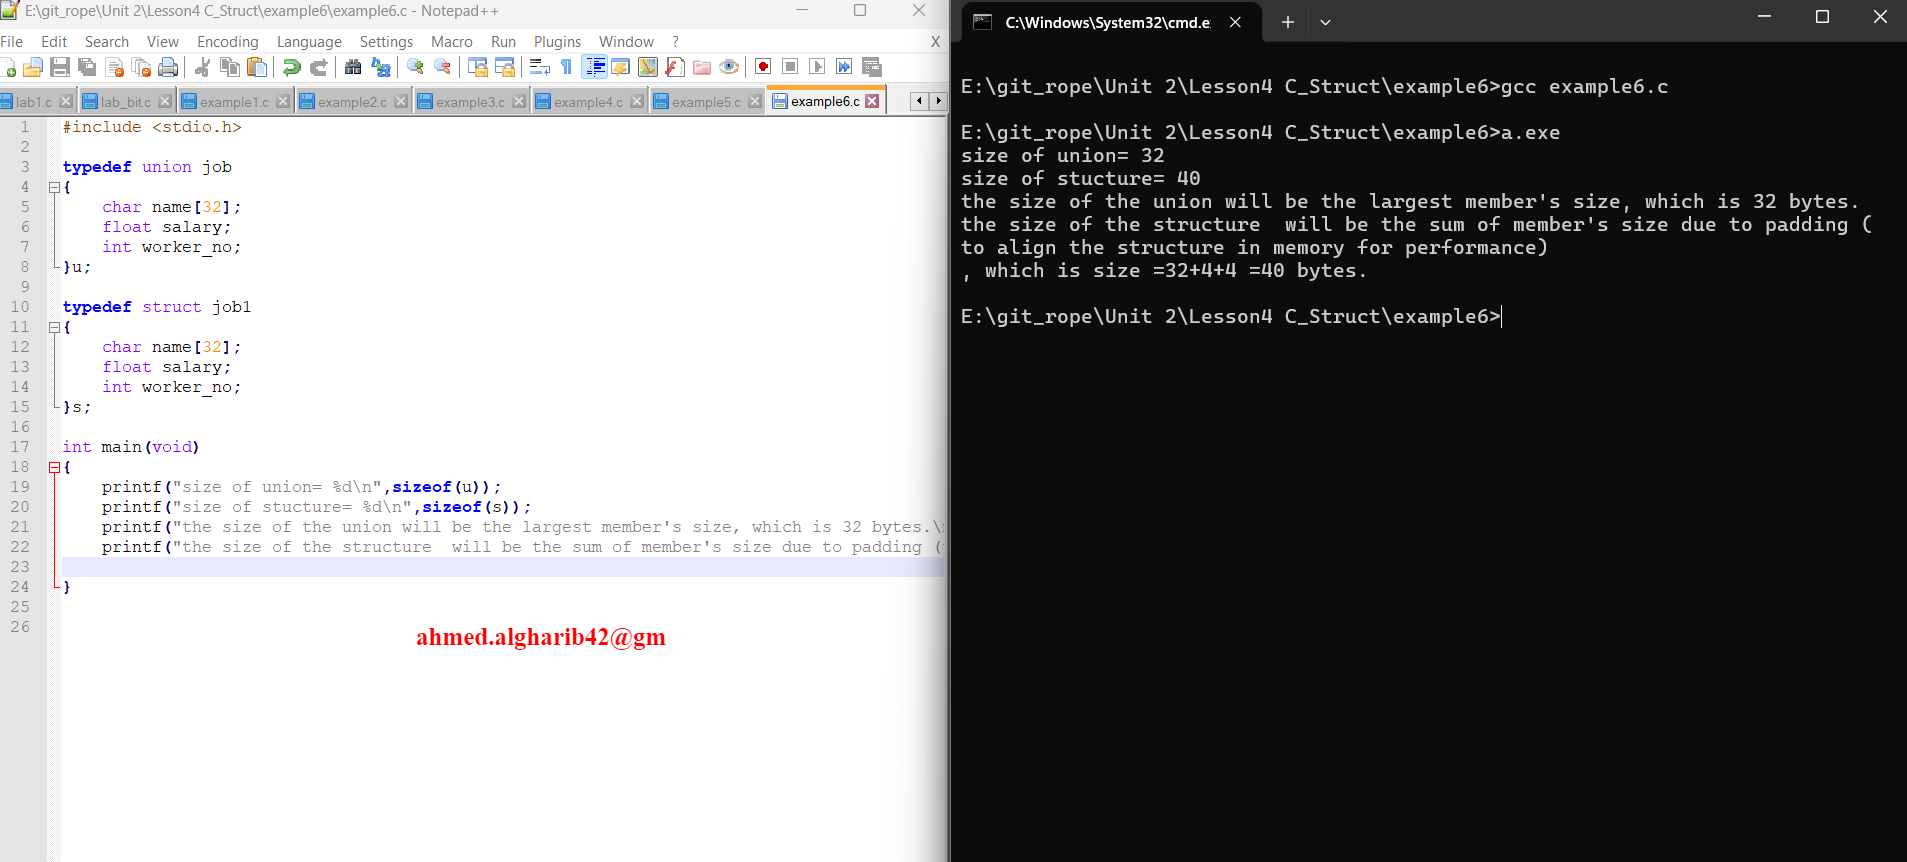 E:\git_rope\Unit 2\Lesson4 C_Struct\example6\example6.c - Notepad++
File Edit Search View Encoding Language Settings Macro Run Plugins Window ? X
lab1.c lab_bit.c example1.c example2.c example3.c example4.c example5.c example6.c
1 #include <stdio.h>
2
3 typedef union job
4 {
5 char name[32];
6 float salary;
7 int worker_no;
8 }u;
9
10 typedef struct job1
11 {
12 char name[32];
13 float salary;
14 int worker_no;
15 }s;
16
17 int main(void)
18 {
19 printf("size of union= %d\n",sizeof(u));
20 printf("size of stucture= %d\n",sizeof(s));
21 printf("the size of the union will be the largest member's size, which is 32 bytes.\
22 printf("the size of the structure  will be the sum of member's size due to padding (
23
24 }
25
26
ahmed.algharib42@gm
C:\Windows\System32\cmd.e
E:\git_rope\Unit 2\Lesson4 C_Struct\example6>gcc example6.c
E:\git_rope\Unit 2\Lesson4 C_Struct\example6>a.exe
size of union= 32
size of stucture= 40
the size of the union will be the largest member's size, which is 32 bytes.
the size of the structure  will be the sum of member's size due to padding (
to align the structure in memory for performance)
, which is size =32+4+4 =40 bytes.
E:\git_rope\Unit 2\Lesson4 C_Struct\example6>